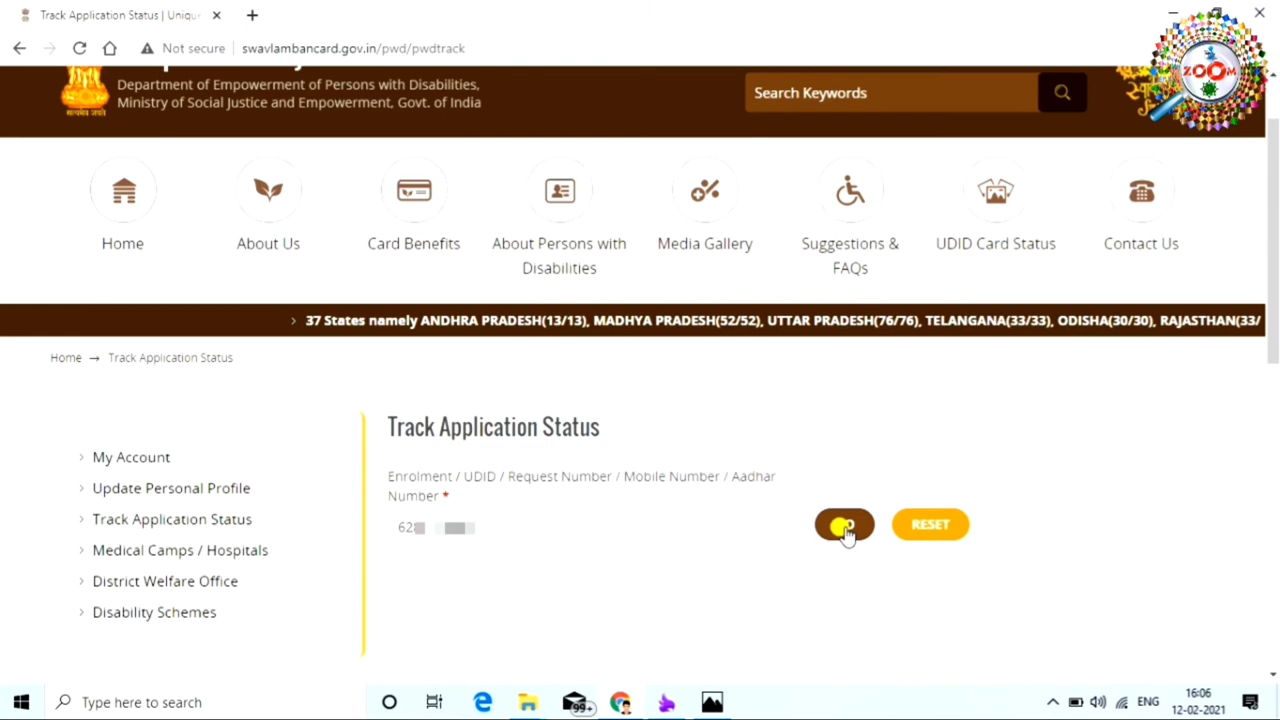 Track Application Status | Uniqu
Not secure
swavlambancard.gov.in/pwd/pwdtrack
Department of Empowerment of Persons with Disabilities,
Ministry of Social Justice and Empowerment, Govt. of India
सत्यमेव जयते
Search Keywords
ZOOM
Home
About Us
Card Benefits
About Persons with
Disabilities
Media Gallery
Suggestions &
FAQs
UDID Card Status
Contact Us
37 States namely ANDHRA PRADESH(13/13), MADHYA PRADESH(52/52), UTTAR PRADESH(76/76), TELANGANA(33/33), ODISHA(30/30), RAJASTHAN(33/
Home → Track Application Status
My Account
Update Personal Profile
Track Application Status
Medical Camps / Hospitals
District Welfare Office
Disability Schemes
Track Application Status
Enrolment / UDID / Request Number / Mobile Number / Aadhar
Number *
RESET
Type here to search
99+
ENG
16:06
12-02-2021